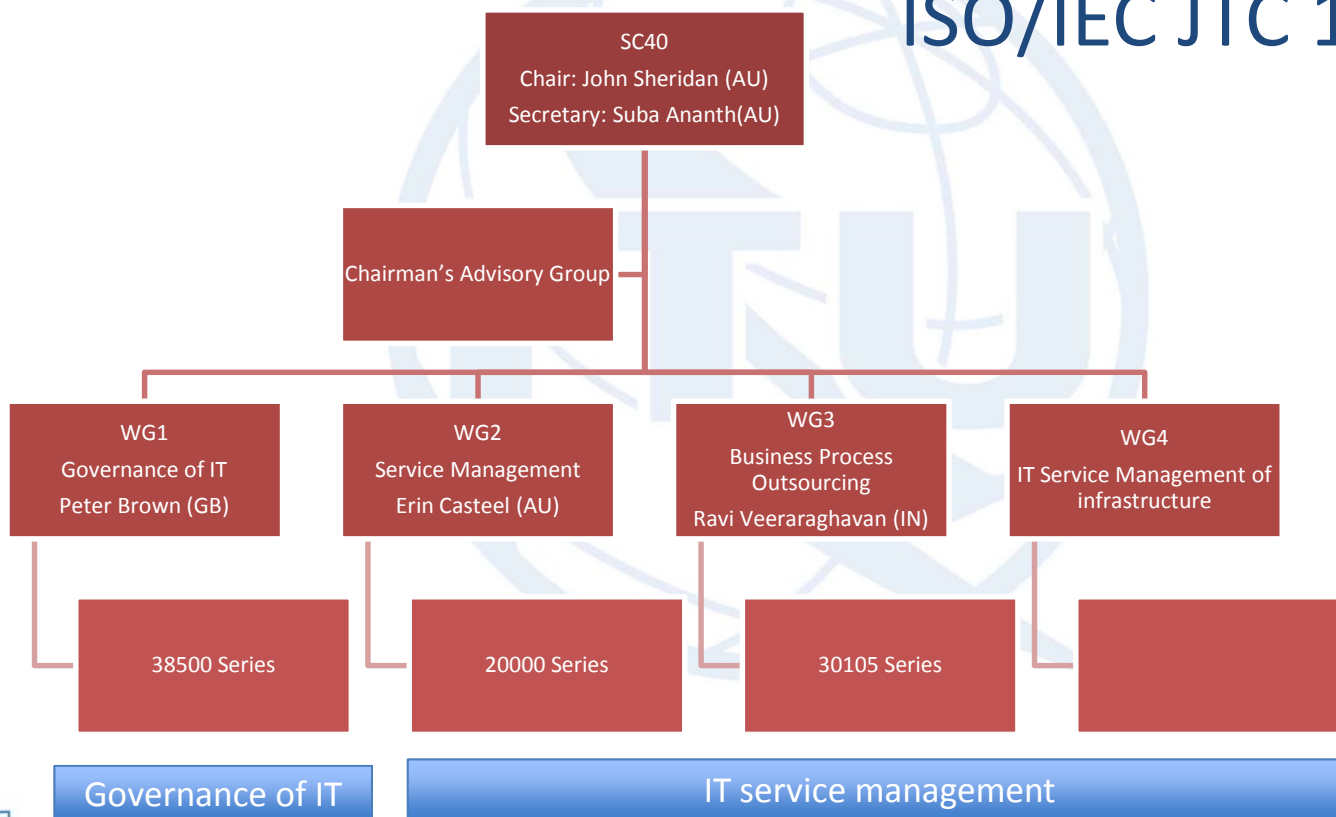 ISO/IEC JTC 1
SC40
Chair: John Sheridan (AU)
Secretary: Suba Ananth(AU)
Chairman’s Advisory Group
WG1
Governance of IT
Peter Brown (GB)
WG2
Service Management
Erin Casteel (AU)
WG3
Business Process
Outsourcing
Ravi Veeraraghavan (IN)
WG4
IT Service Management of
infrastructure
38500 Series
20000 Series
30105 Series
Governance of IT
IT service management
ITU